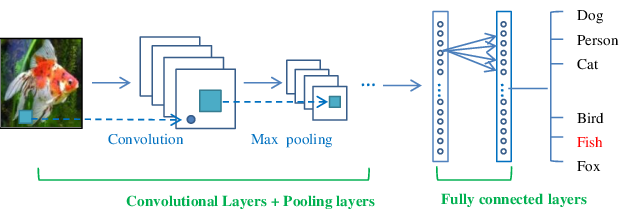 Dog
Person
Cat
Bird
Fish
Fox
Convolution
Max pooling
...
Convolutional Layers + Pooling layers
Fully connected layers